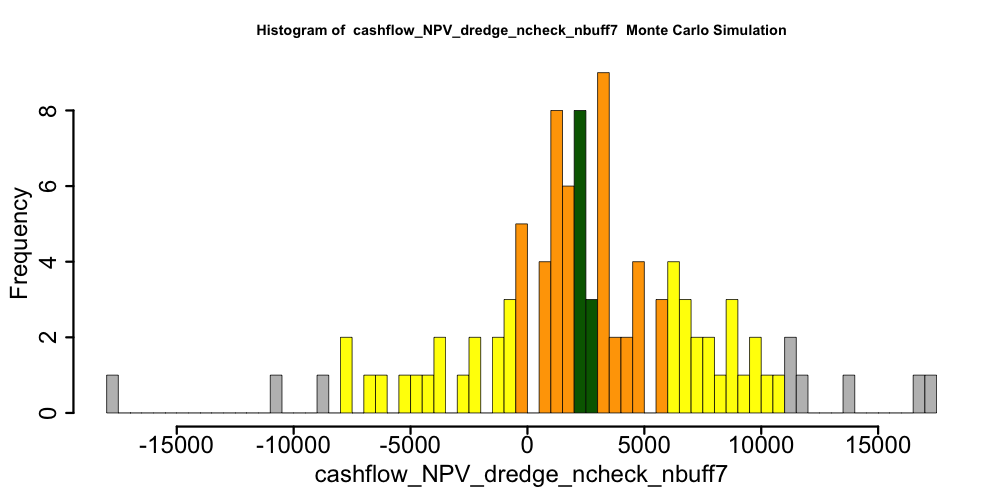 Histogram of  cashflow_NPV_dredge_ncheck_nbuff7  Monte Carlo Simulation
Frequency
8
6
4
2
0
-15000 -10000 -5000 0 5000 10000 15000
cashflow_NPV_dredge_ncheck_nbuff7